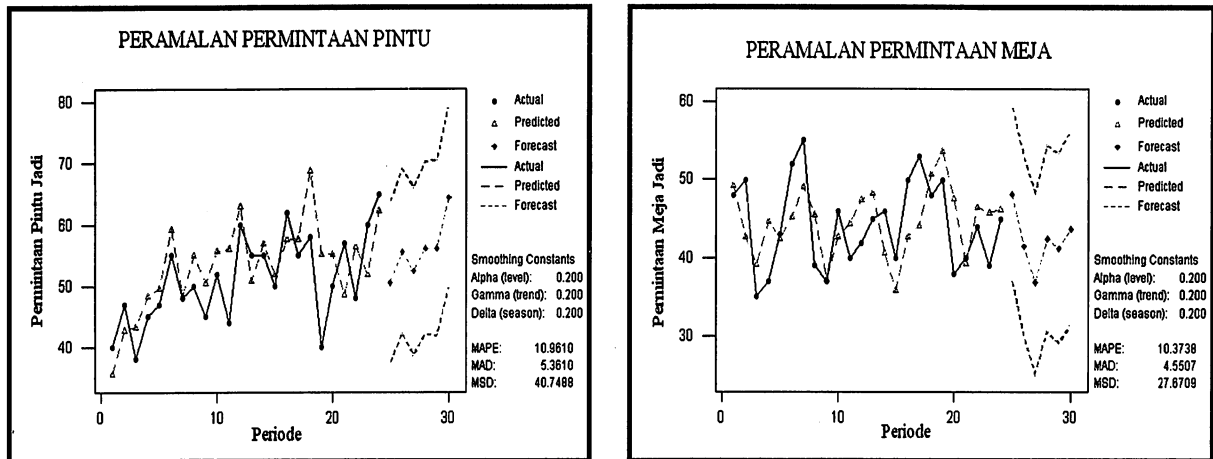 PERAMALAN PERMINTAAN PINTU
Permintaan Pintu Jadi
80
70
60
50
40
0
10
20
30
Periode
Actual
Predicted
Forecast
Actual
Predicted
Forecast
Smoothing Constants
Alpha (level): 0.200
Gamma (trend): 0.200
Delta (season): 0.200
MAPE: 10.9610
MAD: 5.3610
MSD: 40.7488
PERAMALAN PERMINTAAN MEJA
Permintaan Meja Jadi
60
50
40
30
0
10
20
30
Periode
Actual
Predicted
Forecast
Actual
Predicted
Forecast
Smoothing Constants
Alpha (level): 0.200
Gamma (trend): 0.200
Delta (season): 0.200
MAPE: 10.3738
MAD: 4.5507
MSD: 27.6709